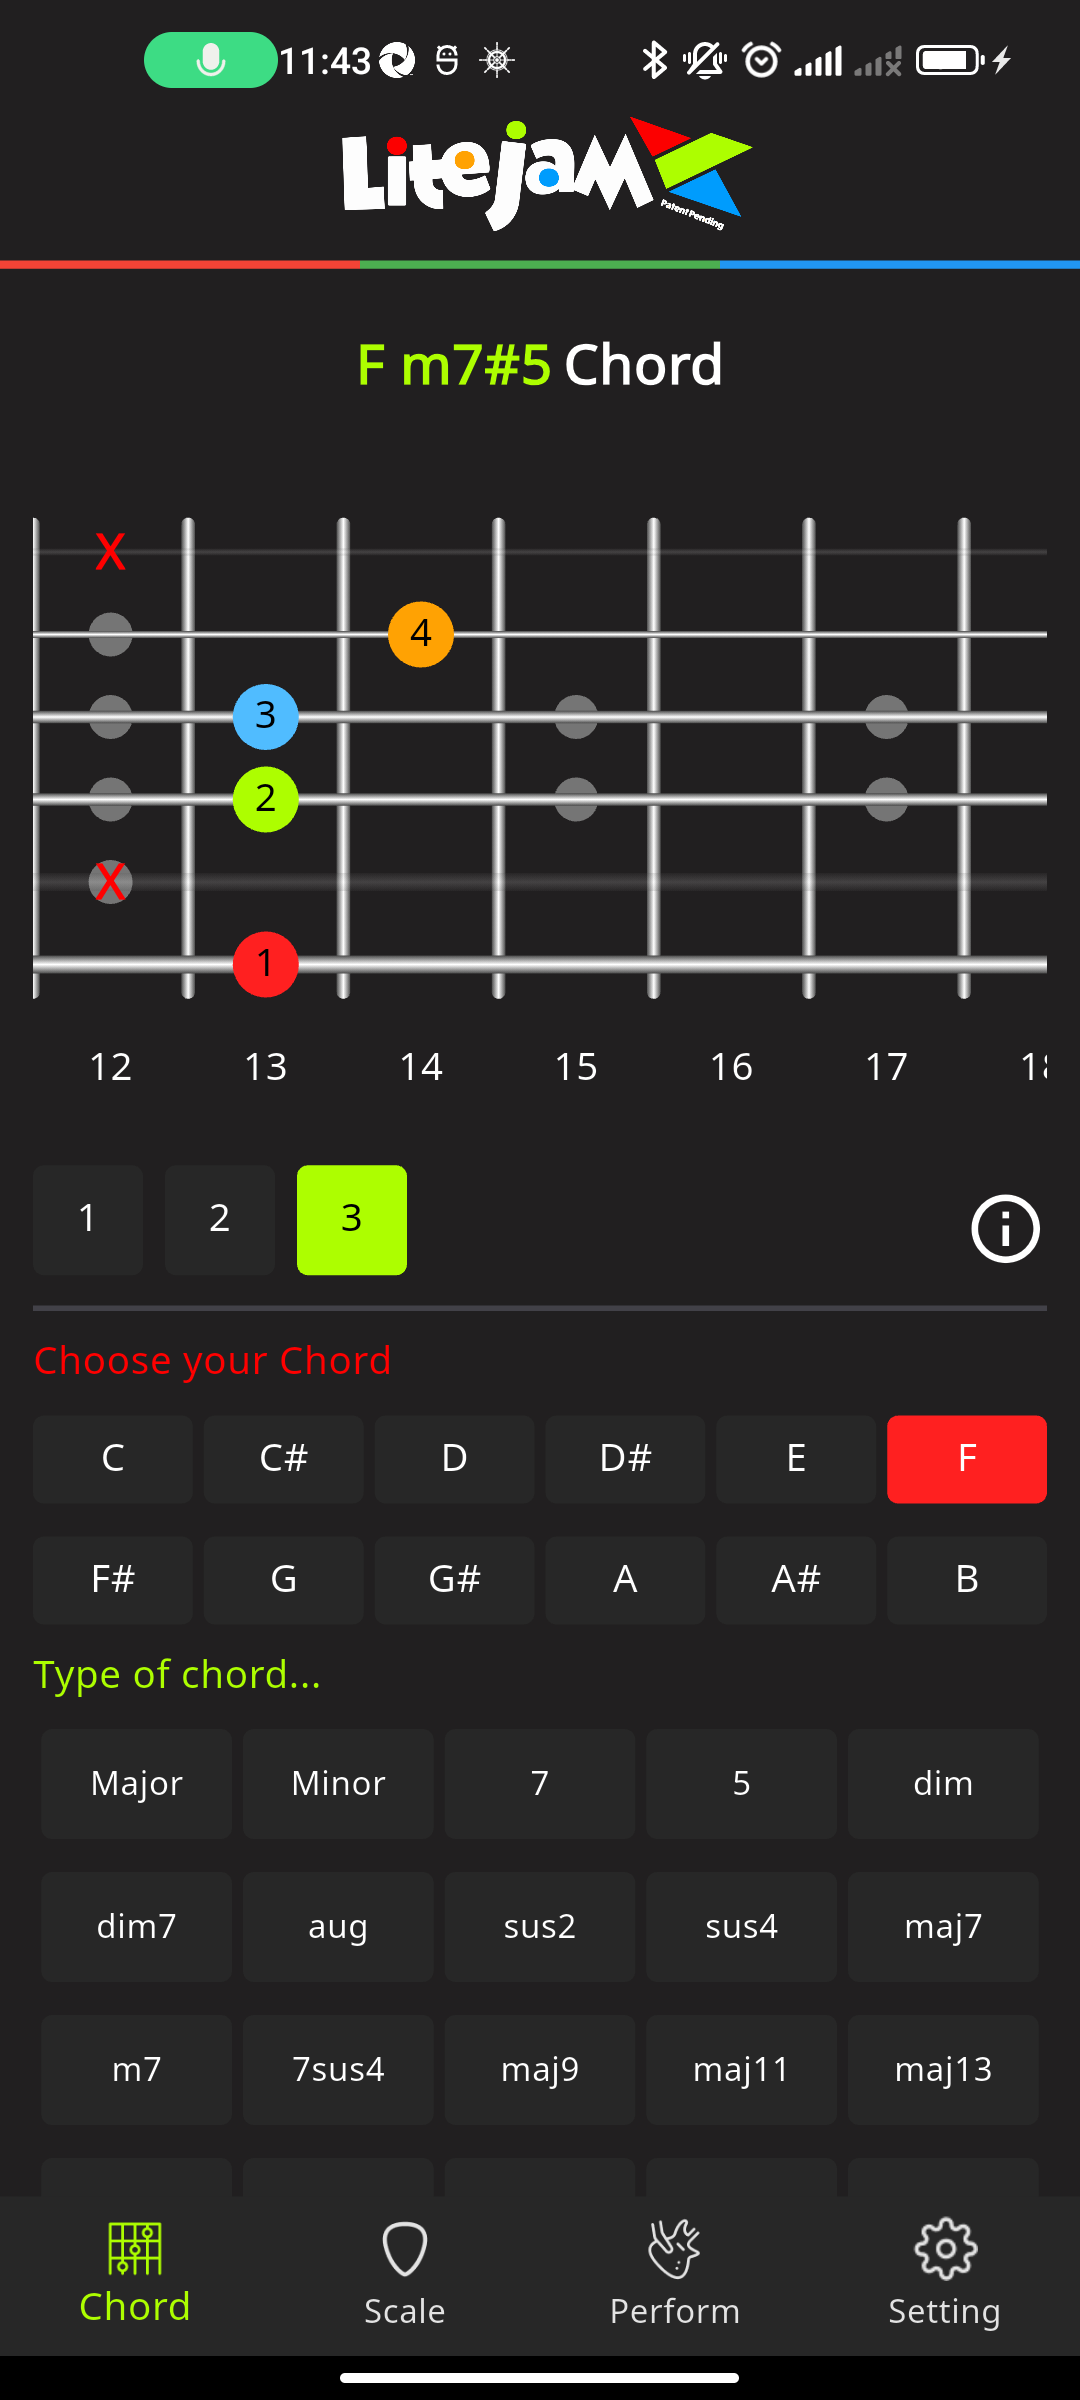 11:43
Litejam
Patent Pending
F m7#5 Chord
X
4
3
2
X
1
12 13 14 15 16 17 18
1 2 3
Choose your Chord
C C# D D# E F
F# G G# A A# B
Type of chord...
Major Minor 7 5 dim
dim7 aug sus2 sus4 maj7
m7 7sus4 maj9 maj11 maj13
Chord Scale Perform Setting